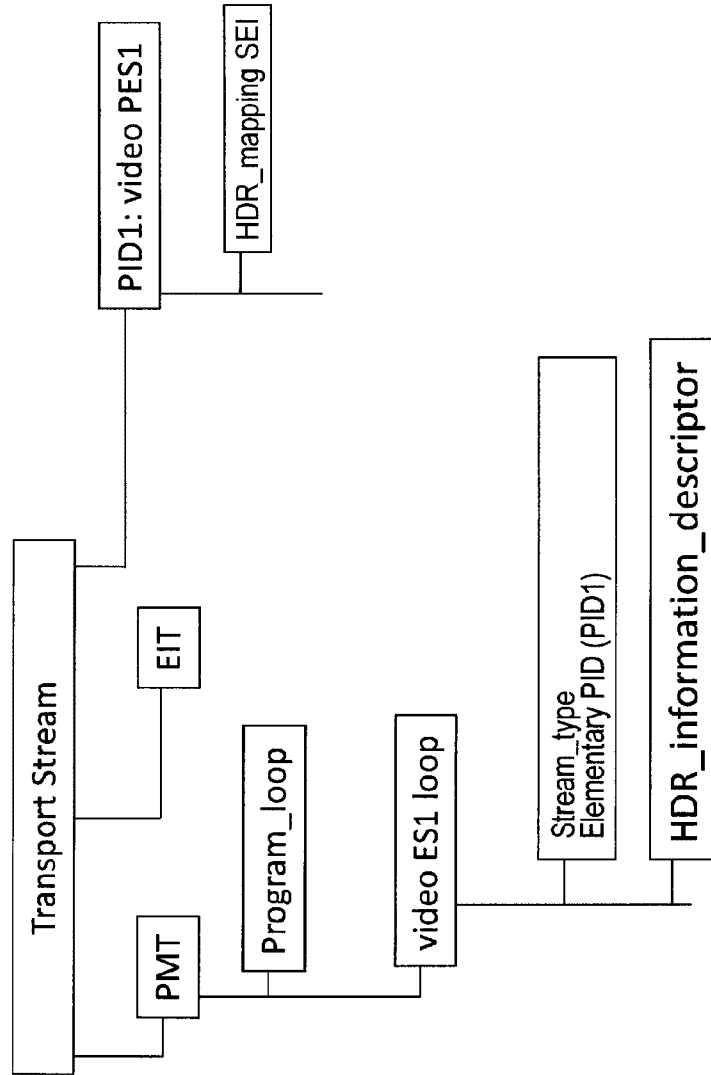 Transport Stream
PMT
EIT
PID1: video PES1
Program_loop
HDR_mapping SEI
video ES1 loop
Stream_type
Elementary PID (PID1)
HDR_information_descriptor